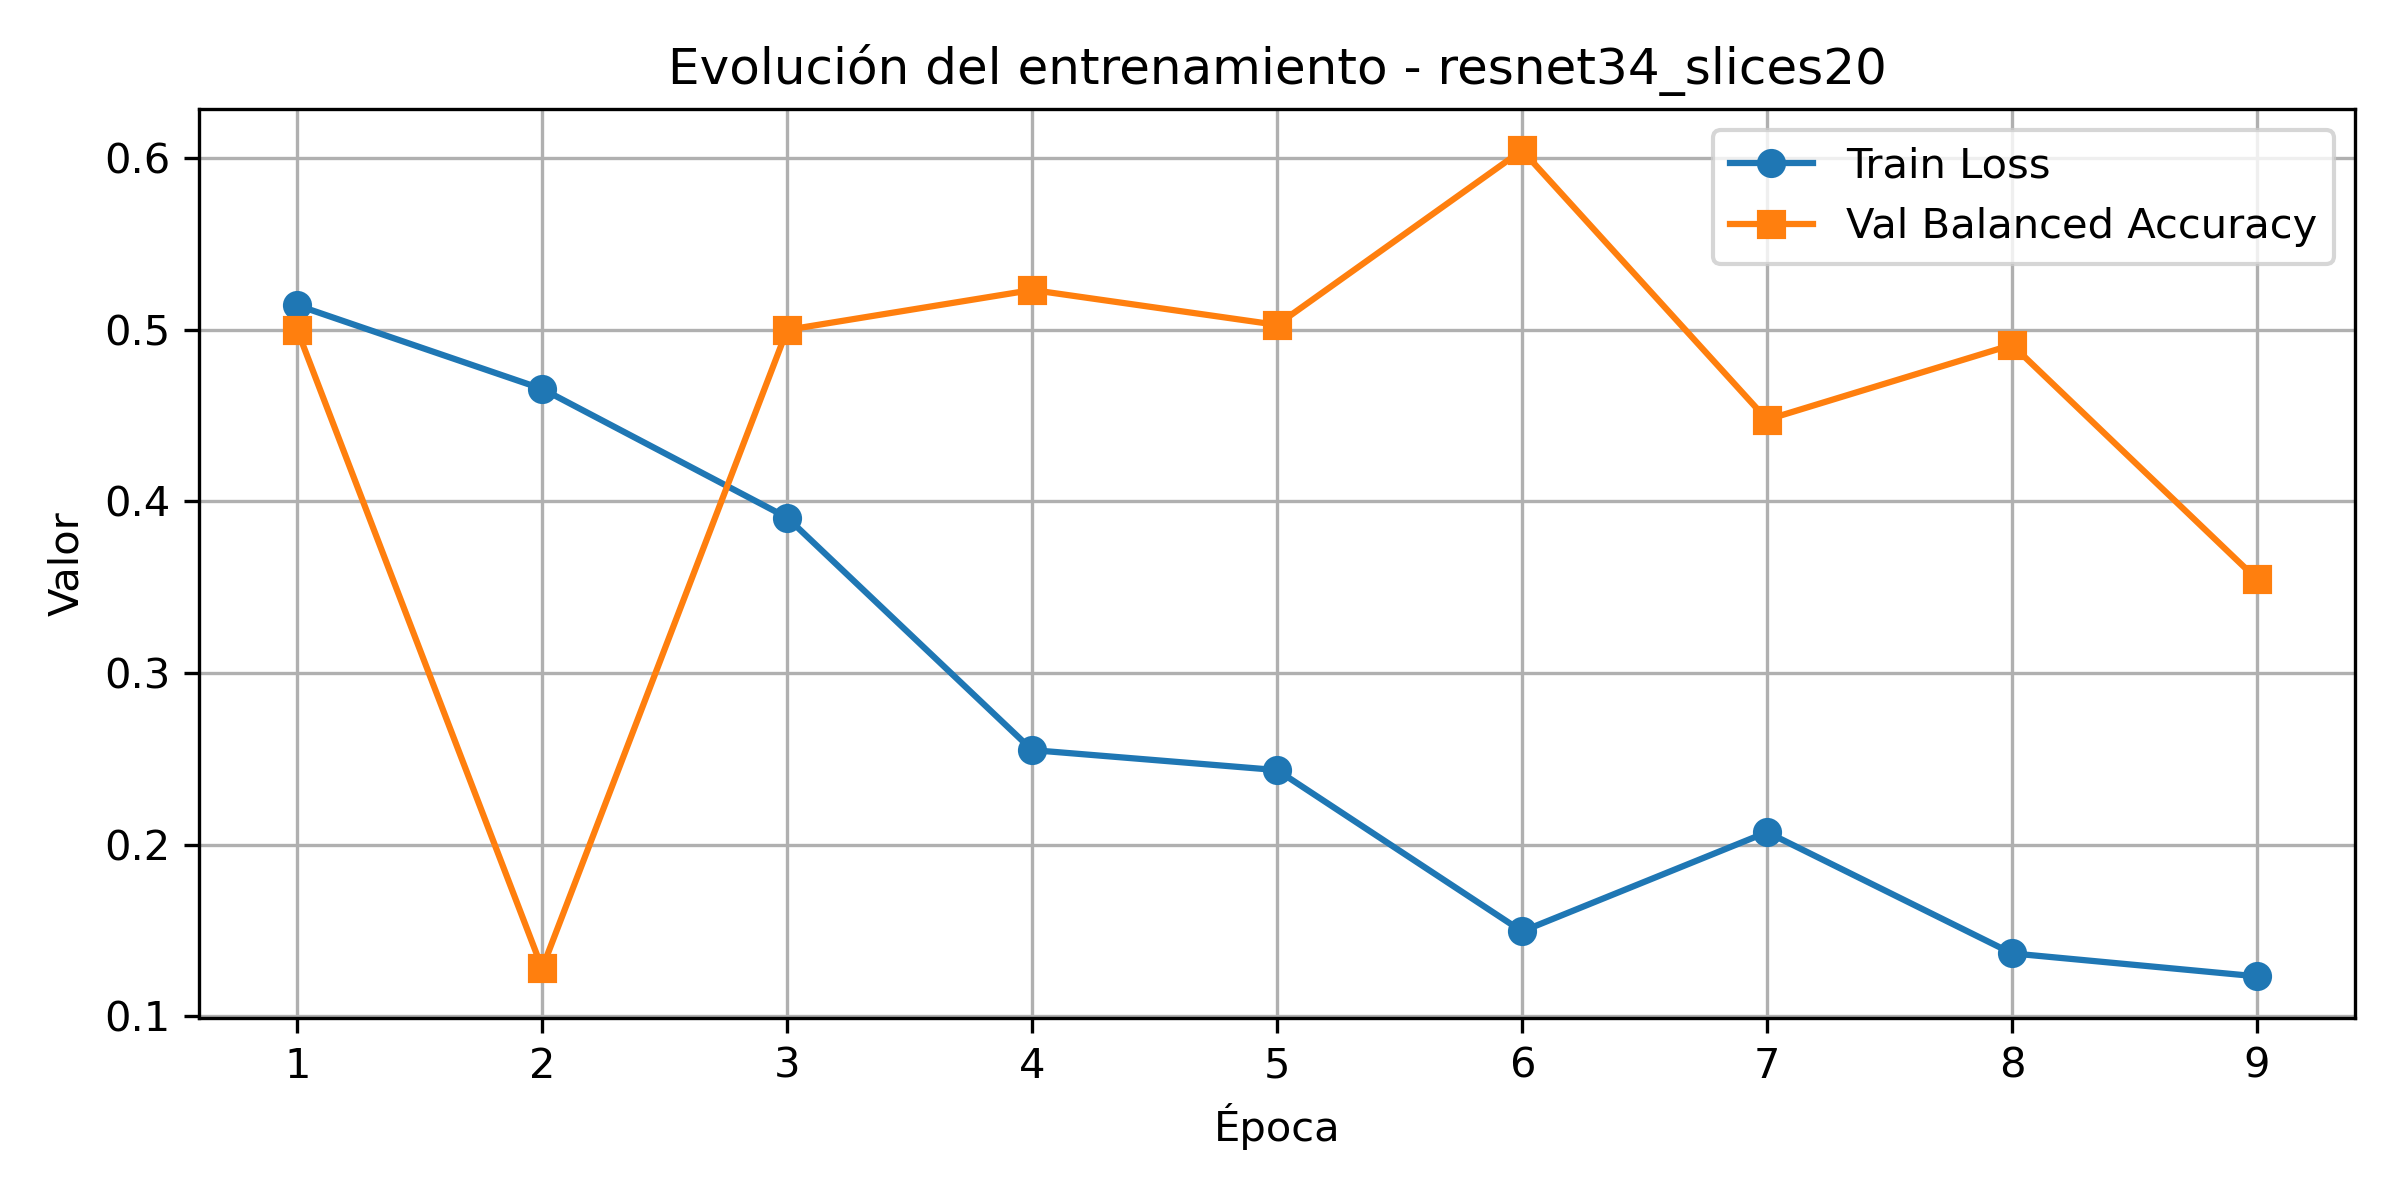 Evolución del entrenamiento - resnet34_slices20
Train Loss
Val Balanced Accuracy
Valor
0.6
0.5
0.4
0.3
0.2
0.1
1 2 3 4 5 6 7 8 9
Época